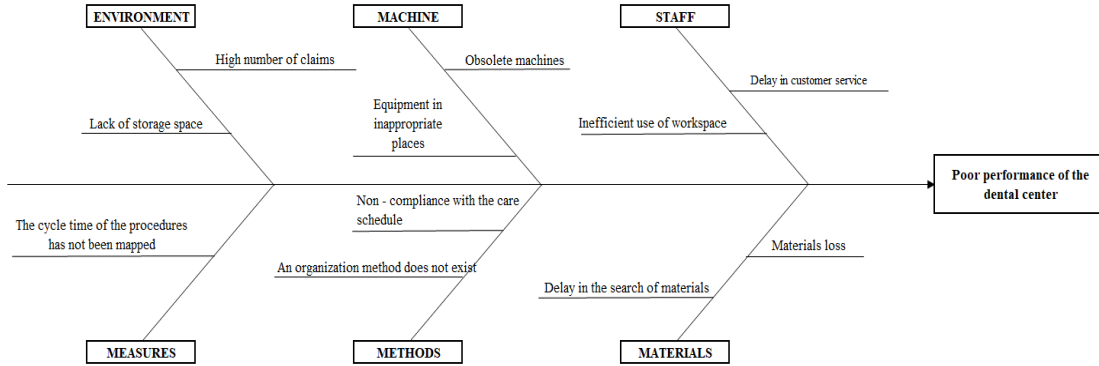 ENVIRONMENT
MACHINE
STAFF
High number of claims
Obsolete machines
Delay in customer service
Lack of storage space
Equipment in
inappropriate
places
Inefficient use of workspace
Poor performance of the
dental center
The cycle time of the procedures
has not been mapped
Non - compliance with the care
schedule
An organization method does not exist
Materials loss
Delay in the search of materials
MEASURES
METHODS
MATERIALS